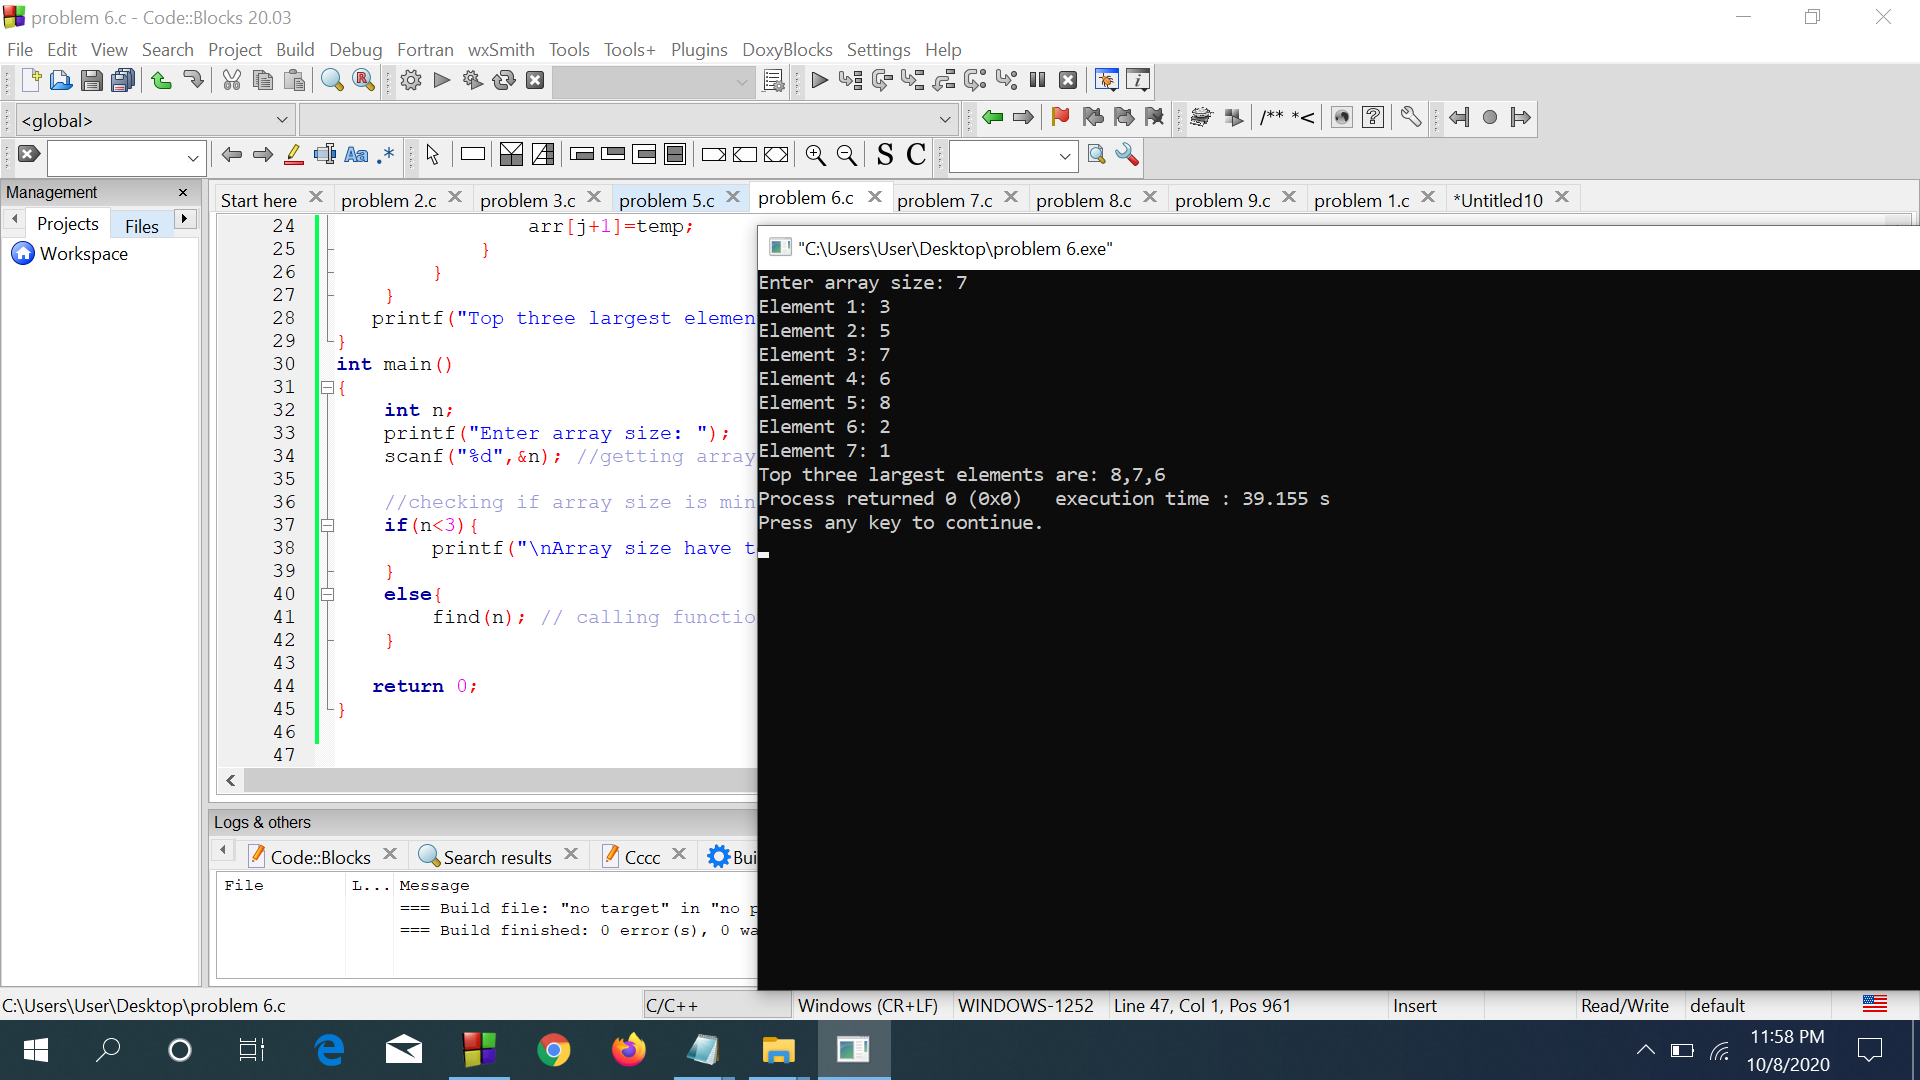 problem 6.c - Code::Blocks 20.03
File Edit View Search Project Build Debug Fortran wxSmith Tools Tools+ Plugins DoxyBlocks Settings Help
<global>
/** *<
Aa .* S C
Management
Projects Files
Workspace
Start here problem 2.c problem 3.c problem 5.c problem 6.c problem 7.c problem 8.c problem 9.c problem 1.c *Untitled10
24 arr[j+1]=temp;
25 }
26 }
27 }
28 printf("Top three largest elemen
29 }
30 int main()
31 {
32 int n;
33 printf("Enter array size: ");
34 scanf("%d",&n); //getting array
35
36 //checking if array size is min
37 if(n<3){
38 printf("\nArray size have t
39 }
40 else{
41 find(n); // calling functio
42 }
43
44 return 0;
45 }
46
47
"C:\Users\User\Desktop\problem 6.exe"
Enter array size: 7
Element 1: 3
Element 2: 5
Element 3: 7
Element 4: 6
Element 5: 8
Element 6: 2
Element 7: 1
Top three largest elements are: 8,7,6
Process returned 0 (0x0) execution time : 39.155 s
Press any key to continue.
Logs & others
Code::Blocks Search results Cccc Bui
File L... Message
=== Build file: "no target" in "no p
=== Build finished: 0 error(s), 0 wa
C:\Users\User\Desktop\problem 6.c C/C++ Windows (CR+LF) WINDOWS-1252 Line 47, Col 1, Pos 961 Insert Read/Write default
11:58 PM
10/8/2020